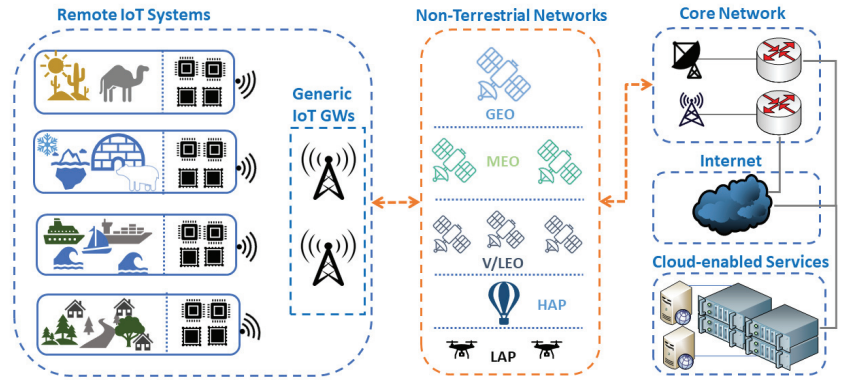 Remote IoT Systems
Non-Terrestrial Networks
Core Network
Generic
IoT GWs
GEO
MEO
V/LEO
HAP
LAP
Internet
Cloud-enabled Services